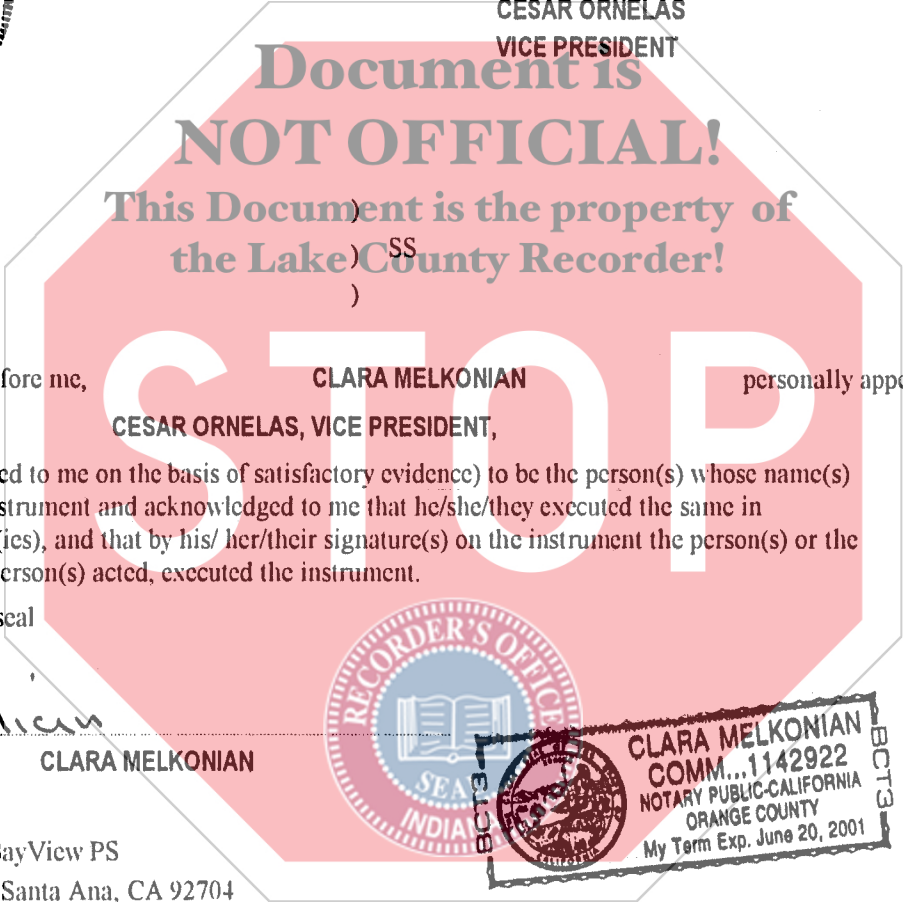 CESAR ORNELAS
VICE PRESIDENT
Document is
NOT OFFICIAL!
This Document is the property of
the Lake County Recorder!
)
) SS
)
STOP
fore me, CLARA MELKONIAN personally appe
CESAR ORNELAS, VICE PRESIDENT,
ed to me on the basis of satisfactory evidence) to be the person(s) whose name(s)
strument and acknowledged to me that he/she/they executed the same in
ies), and that by his/ her/their signature(s) on the instrument the person(s) or the
erson(s) acted, executed the instrument.
seal
CLARA MELKONIAN
RECORDER'S OFFICE
SEAL
INDIANA
BCT3
CLARA MELKONIAN
COMM...1142922
NOTARY PUBLIC-CALIFORNIA
ORANGE COUNTY
My Term Exp. June 20, 2001
BCT3
CALIFORNIA
BayView PS
Santa Ana, CA 92704